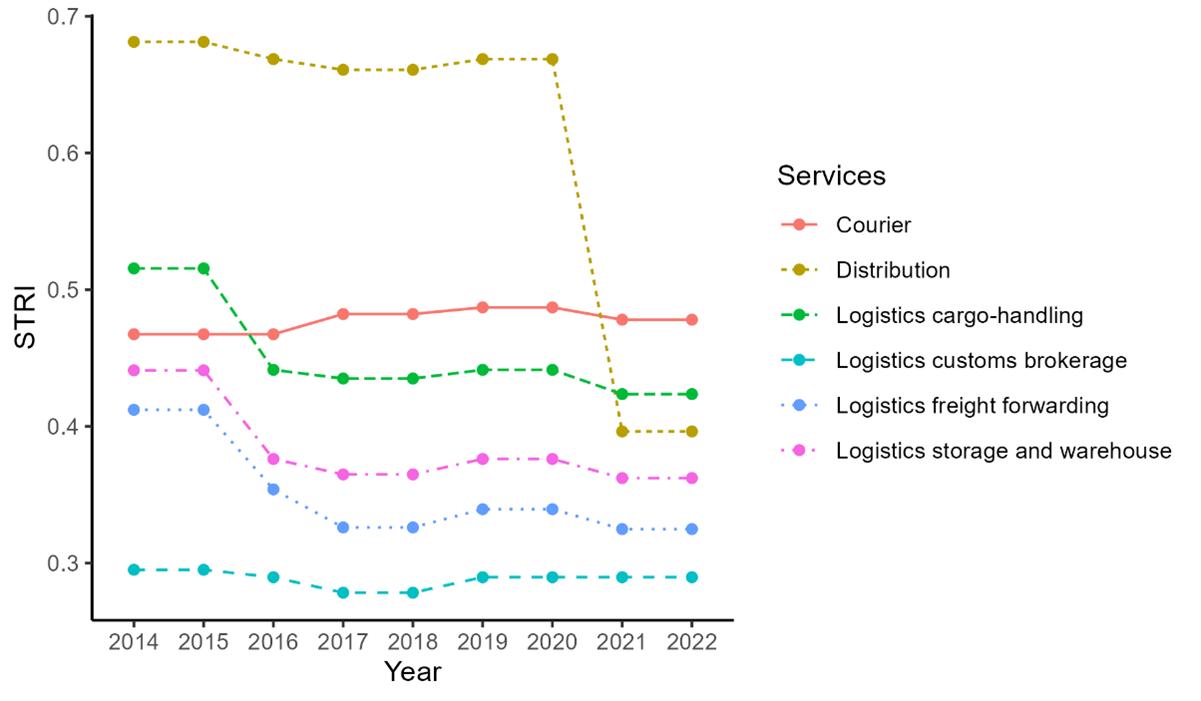 0.7
0.6
0.5
0.4
0.3
STRI
2014 2015 2016 2017 2018 2019 2020 2021 2022
Year
Services
Courier
Distribution
Logistics cargo-handling
Logistics customs brokerage
Logistics freight forwarding
Logistics storage and warehouse